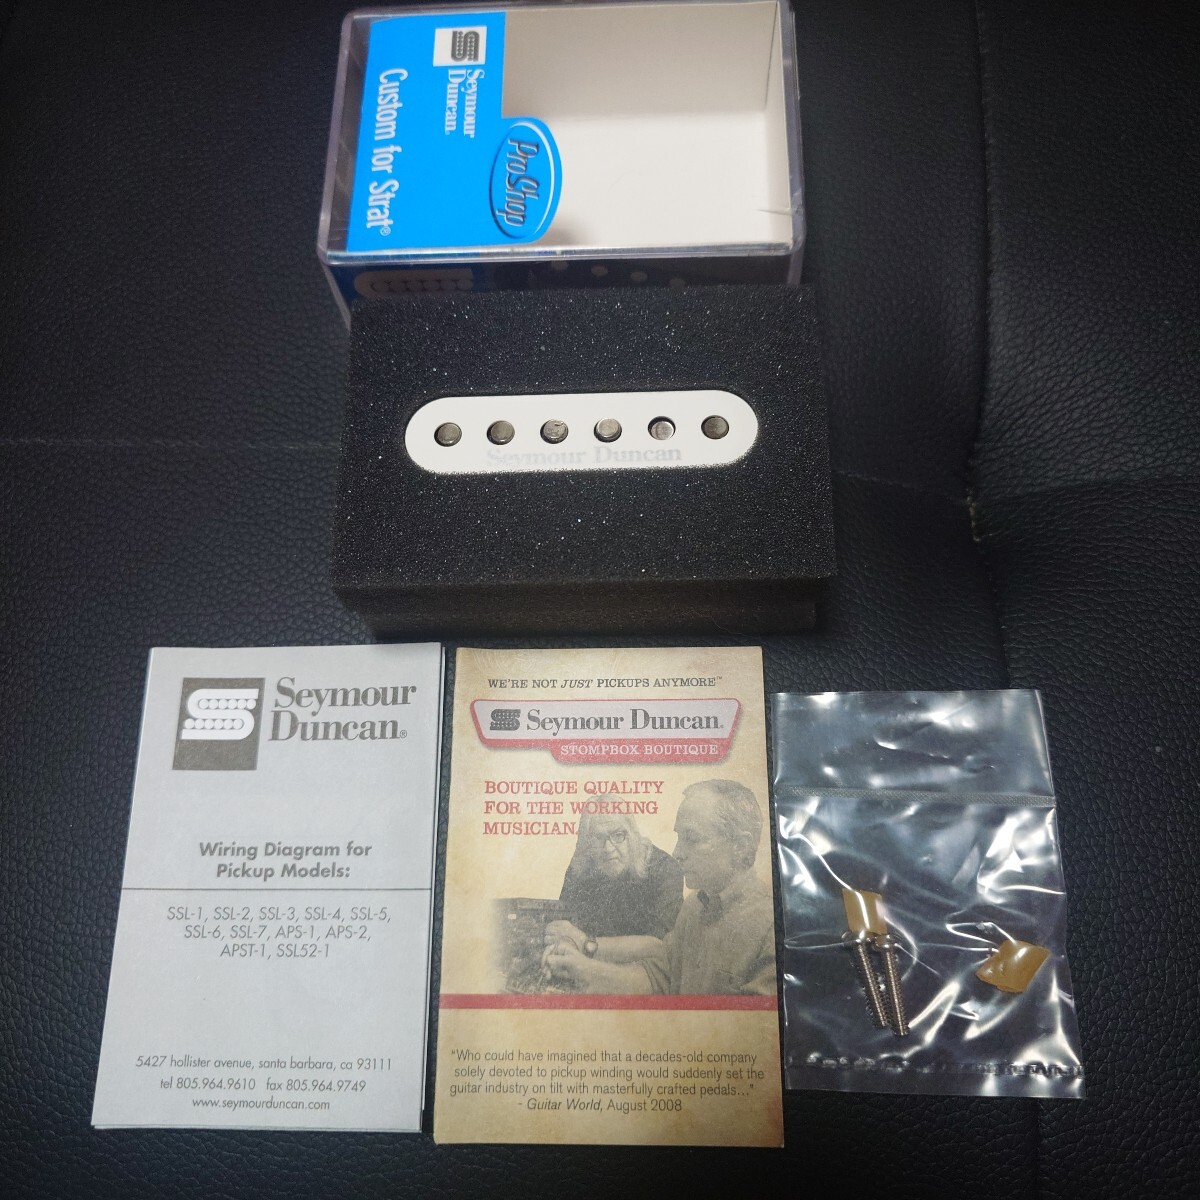 Seymour
Duncan.
Custom for Strat®
ProShop
Seymour Duncan
Seymour
Duncan®
Wiring Diagram for
Pickup Models:
SSL-1, SSL-2, SSL-3, SSL-4, SSL-5,
SSL-6, SSL-7, APS-1, APS-2,
APST-1, SSL52-1
5427 hollister avenue, santa barbara, ca 93111
tel 805.964.9610 fax 805.964.9749
www.seymourduncan.com
WE'RE NOT JUST PICKUPS ANYMORE™
Seymour Duncan®
STOMPBOX BOUTIQUE
BOUTIQUE QUALITY
FOR THE WORKING
MUSICIAN.
"Who could have imagined that a decades-old company
solely devoted to pickup winding would suddenly set the
guitar industry on tilt with masterfully crafted pedals..."
- Guitar World, August 2008